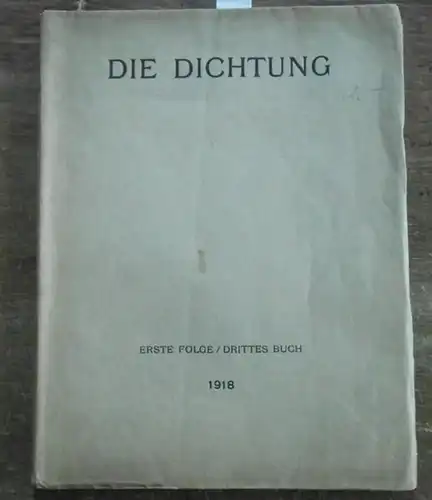 DIE DICHTUNG
ERSTE FOLGE / DRITTES BUCH
1918